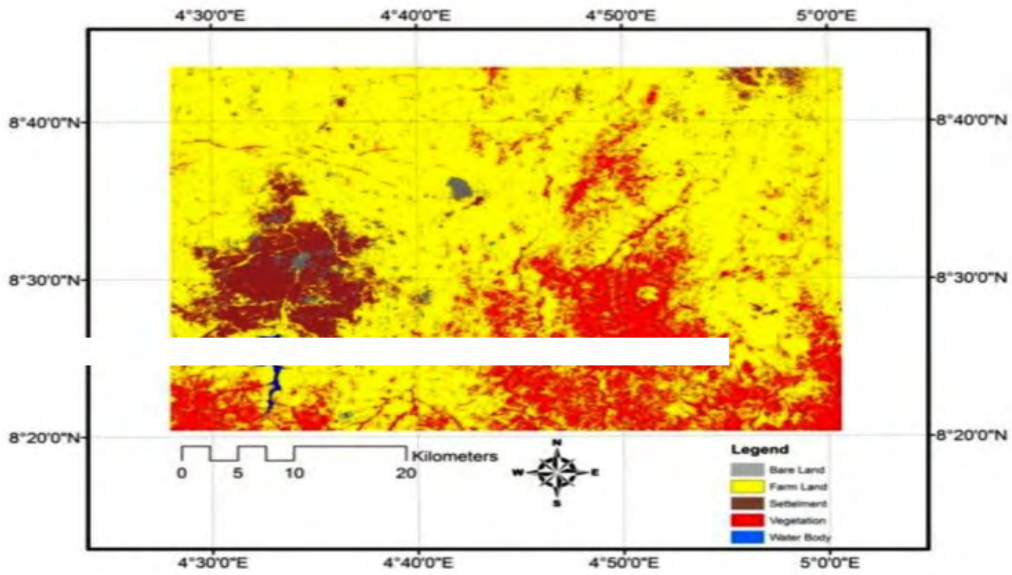 4°30'0"E 4°40'0"E 4°50'0"E 5°0'0"E
8°40'0"N 8°40'0"N
8°30'0"N 8°30'0"N
8°20'0"N 8°20'0"N
Kilometers
0 5 10 20
N
W E
S
Legend
Bare Land
Farm Land
Settelment
Vegetation
Water Body
4°30'0"E 4°40'0"E 4°50'0"E 5°0'0"E